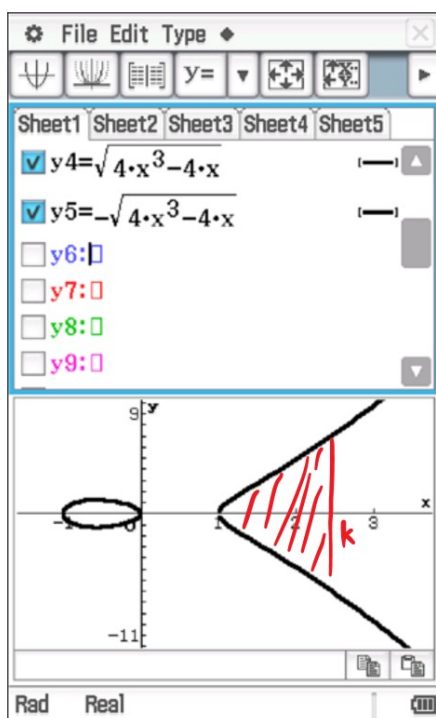 File Edit Type
y=
Sheet1 Sheet2 Sheet3 Sheet4 Sheet5
y4=√4·x³−4·x
y5=−√4·x³−4·x
y6:
y7:
y8:
y9:
9 y
x
-1 0 1 2 3
k
-11
Rad Real